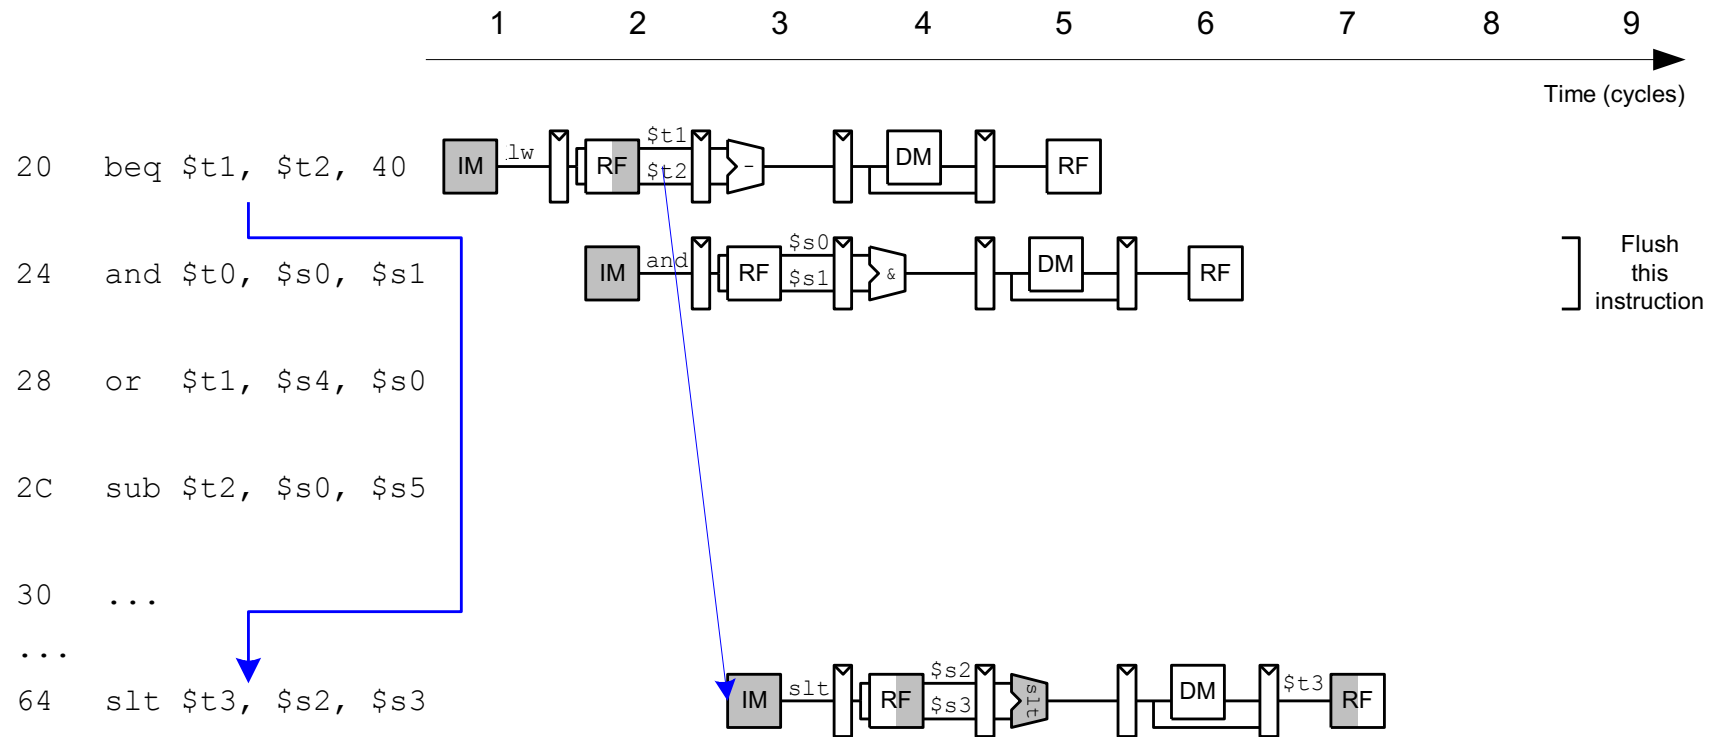 1 2 3 4 5 6 7 8 9
Time (cycles)
20 beq $t1, $t2, 40 IM lw RF $t1 $t2 - DM RF
24 and $t0, $s0, $s1 IM and RF $s0 $s1 & DM RF
Flush
this
instruction
28 or $t1, $s4, $s0
2C sub $t2, $s0, $s5
30 ...
...
64 slt $t3, $s2, $s3 IM slt RF $s2 $s3 slt DM $t3 RF